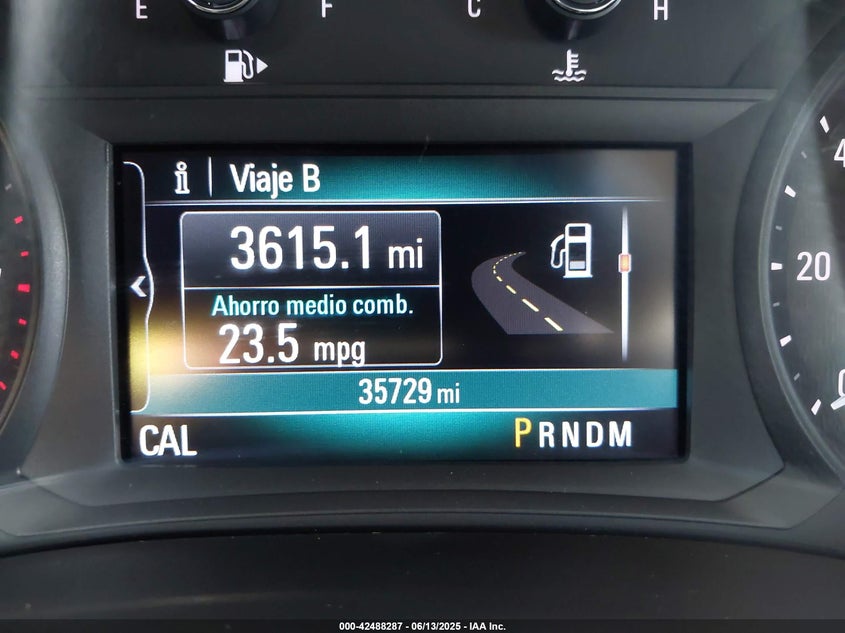 E F C H
i Viaje B
3615.1 mi
Ahorro medio comb.
23.5 mpg
35729 mi
CAL PRNDM
20
000-42488287 - 06/13/2025 - IAA Inc.